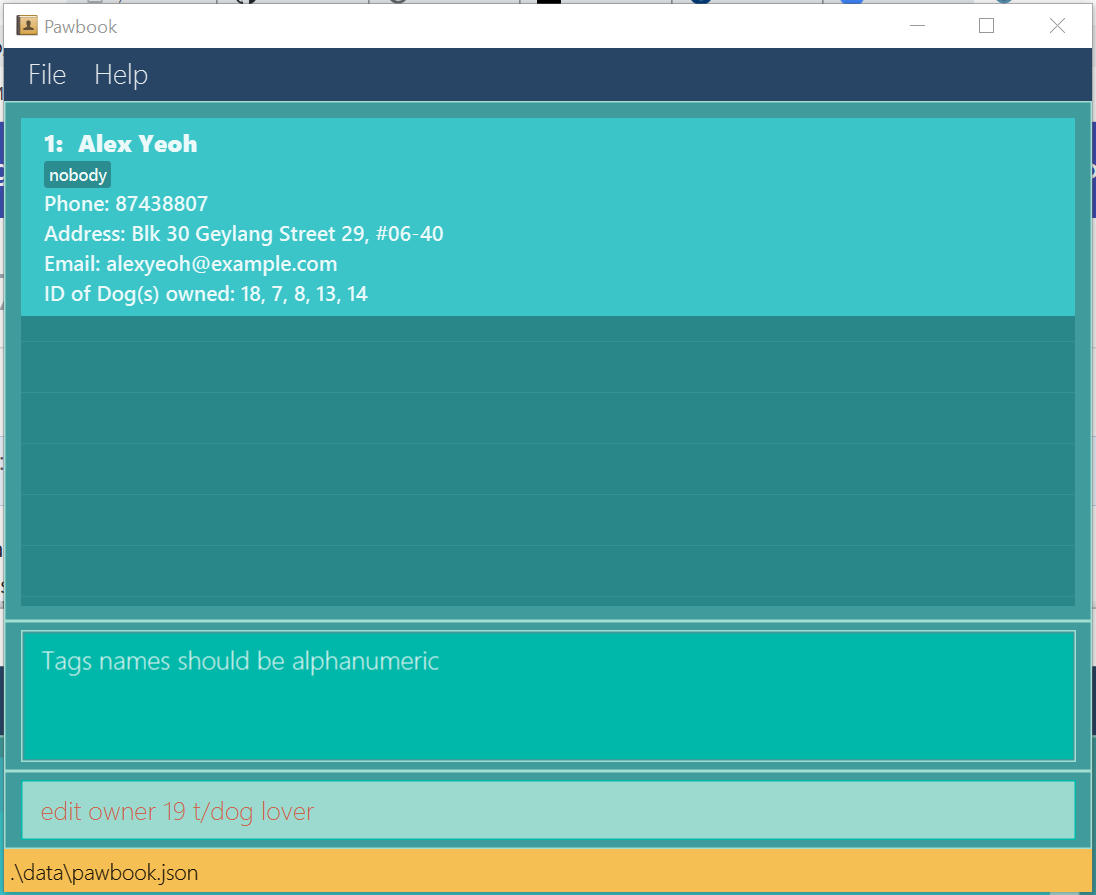 Pawbook
File Help
1: Alex Yeoh
nobody
Phone: 87438807
Address: Blk 30 Geylang Street 29, #06-40
Email: alexyeoh@example.com
ID of Dog(s) owned: 18, 7, 8, 13, 14
Tags names should be alphanumeric
edit owner 19 t/dog lover
.\data\pawbook.json